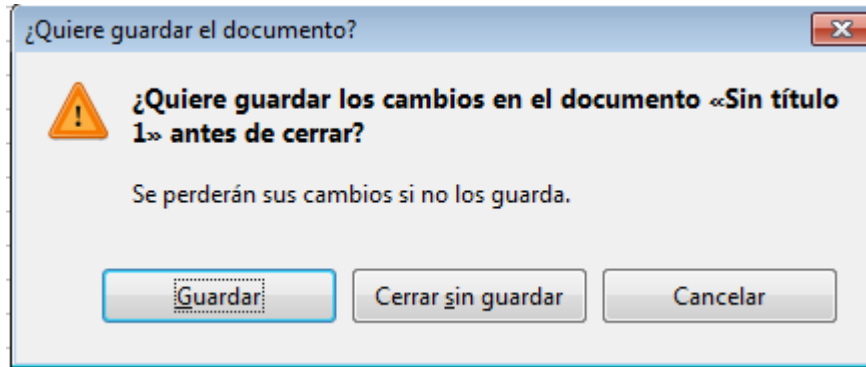 ¿Quiere guardar el documento?
¿Quiere guardar los cambios en el documento «Sin título
1» antes de cerrar?
Se perderán sus cambios si no los guarda.
Guardar
Cerrar sin guardar
Cancelar